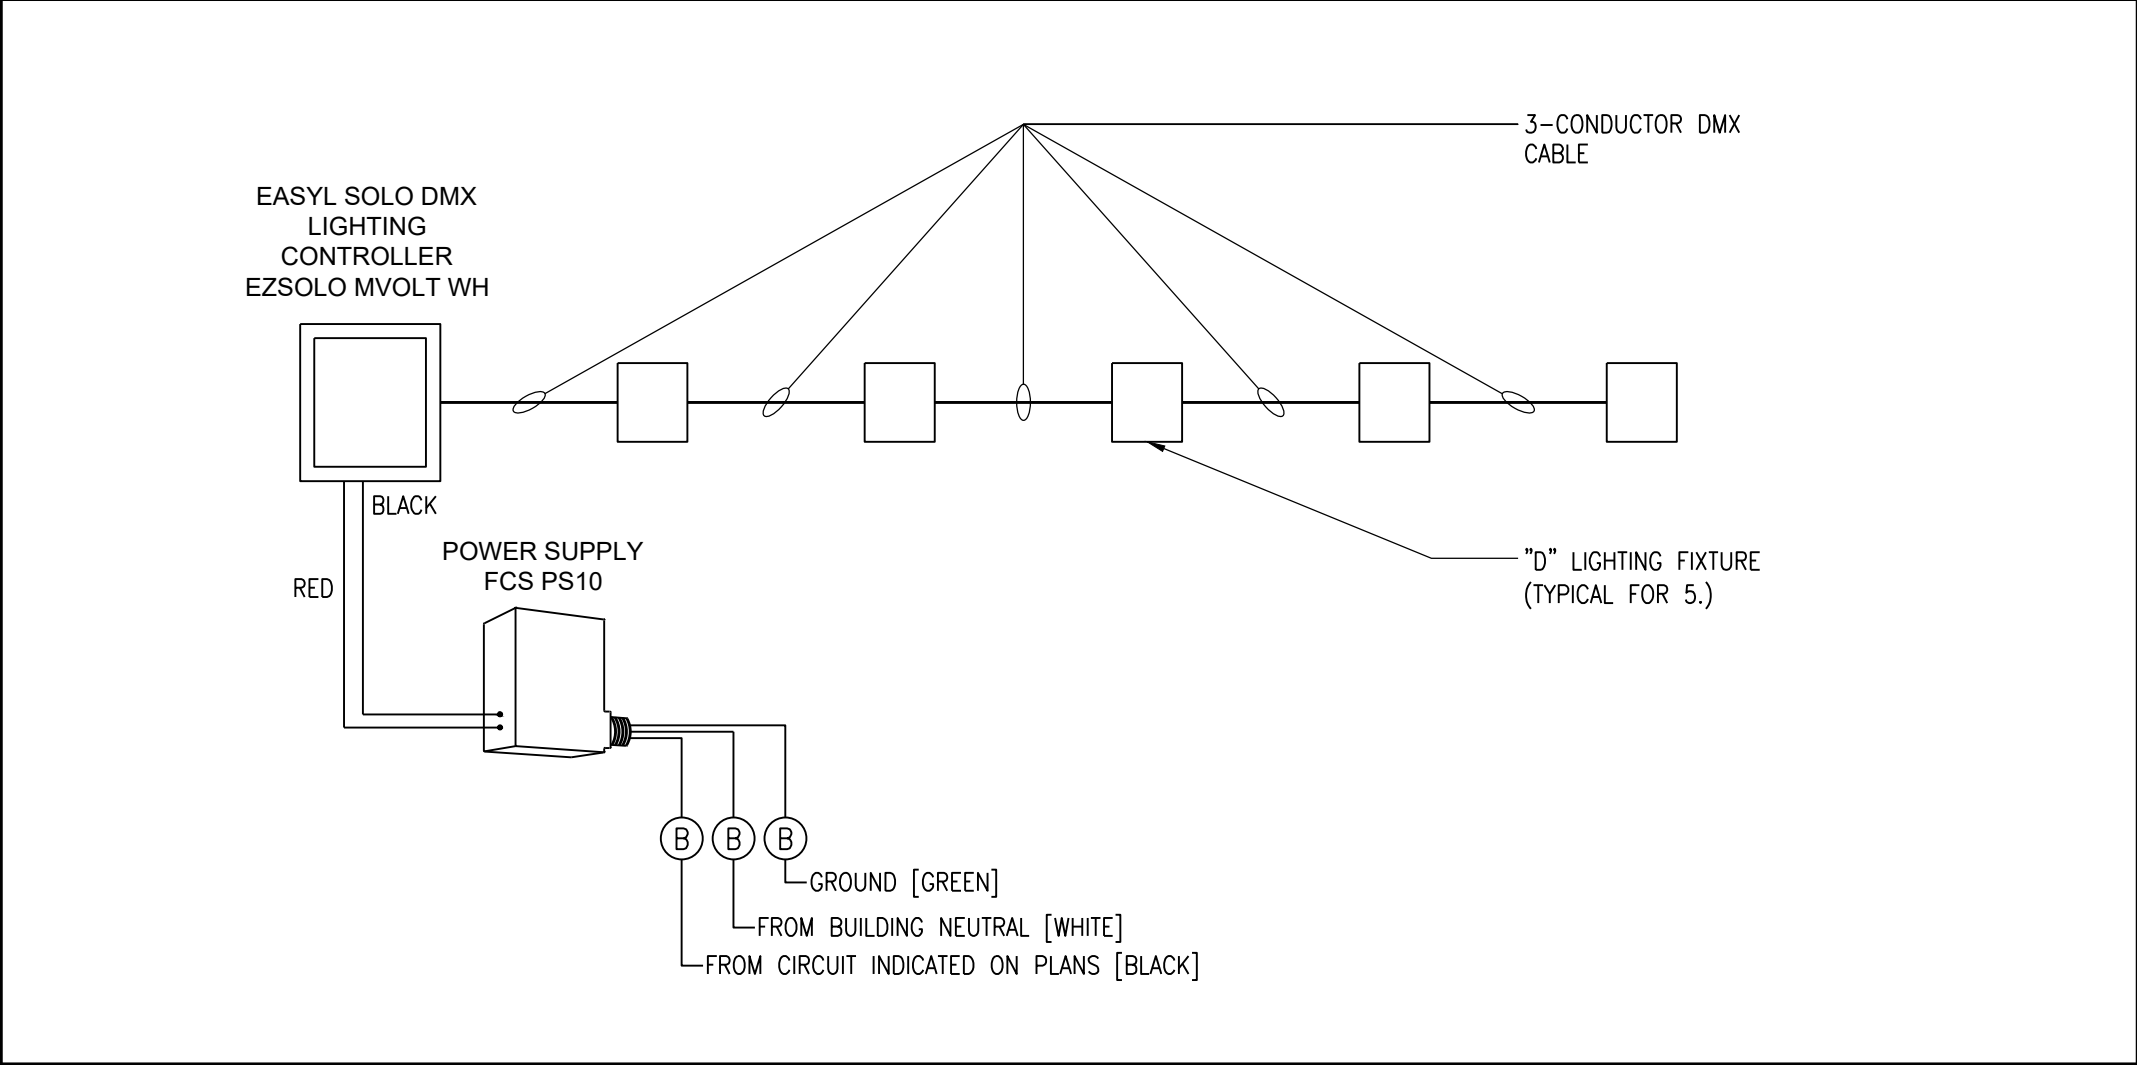 3-CONDUCTOR DMX
CABLE
EASYL SOLO DMX
LIGHTING
CONTROLLER
EZSOLO MVOLT WH
BLACK
RED
POWER SUPPLY
FCS PS10
"D" LIGHTING FIXTURE
(TYPICAL FOR 5.)
B B B
GROUND [GREEN]
FROM BUILDING NEUTRAL [WHITE]
FROM CIRCUIT INDICATED ON PLANS [BLACK]